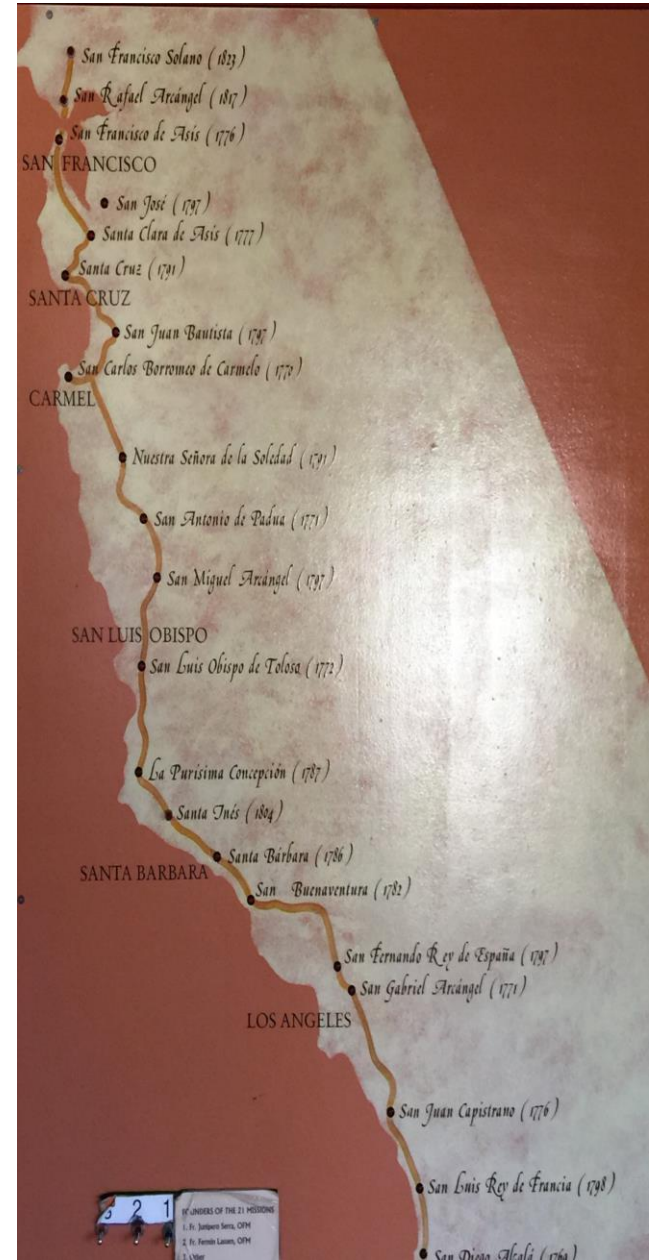 San Francisco Solano (1823)
San Rafael Arcángel (1817)
San Francisco de Asís (1776)
SAN FRANCISCO
San José (1797)
Santa Clara de Asís (1777)
Santa Cruz (1791)
SANTA CRUZ
San Juan Bautista (1797)
San Carlos Borromeo de Carmelo (1770)
CARMEL
Nuestra Señora de la Soledad (1791)
San Antonio de Padua (1771)
San Miguel Arcángel (1797)
SAN LUIS OBISPO
San Luis Obispo de Toloso (1772)
La Purísima Concepción (1787)
Santa Inés (1804)
Santa Bárbara (1786)
SANTA BARBARA
San Buenaventura (1782)
San Fernando Rey de España (1797)
San Gabriel Arcángel (1771)
LOS ANGELES
San Juan Capistrano (1776)
San Luis Rey de Francia (1798)
3 2 1
FOUNDERS OF THE 21 MISSIONS
1. Fr. Junipero Serra, OFM
2. Fr. Fermin Lasuen, OFM
San Diego Alcalá (1769)